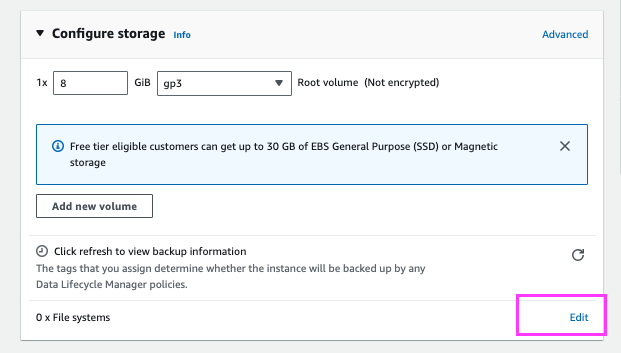 Configure storage Info Advanced
1x 8 GiB gp3 Root volume (Not encrypted)
Free tier eligible customers can get up to 30 GB of EBS General Purpose (SSD) or Magnetic
storage
Add new volume
Click refresh to view backup information
The tags that you assign determine whether the instance will be backed up by any
Data Lifecycle Manager policies.
0 x File systems Edit